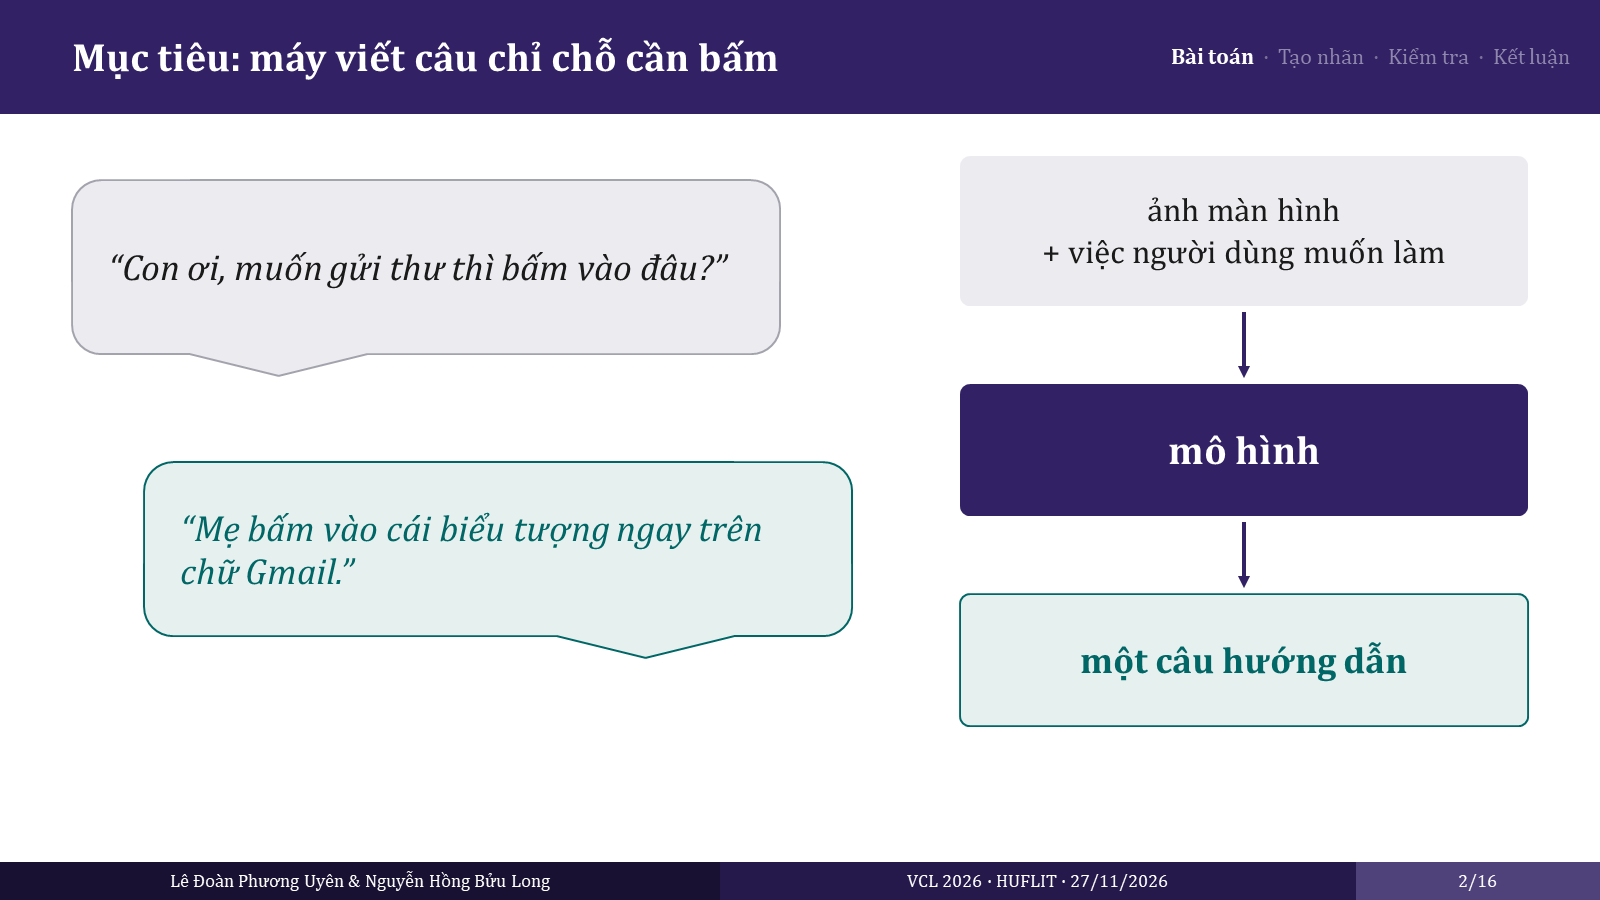 Mục tiêu: máy viết câu chỉ chỗ cần bấm
Bài toán · Tạo nhãn · Kiểm tra · Kết luận
“Con ơi, muốn gửi thư thì bấm vào đâu?”
“Mẹ bấm vào cái biểu tượng ngay trên
chữ Gmail.”
ảnh màn hình
+ việc người dùng muốn làm
mô hình
một câu hướng dẫn
Lê Đoàn Phương Uyên & Nguyễn Hồng Bửu Long
VCL 2026 · HUFLIT · 27/11/2026
2/16